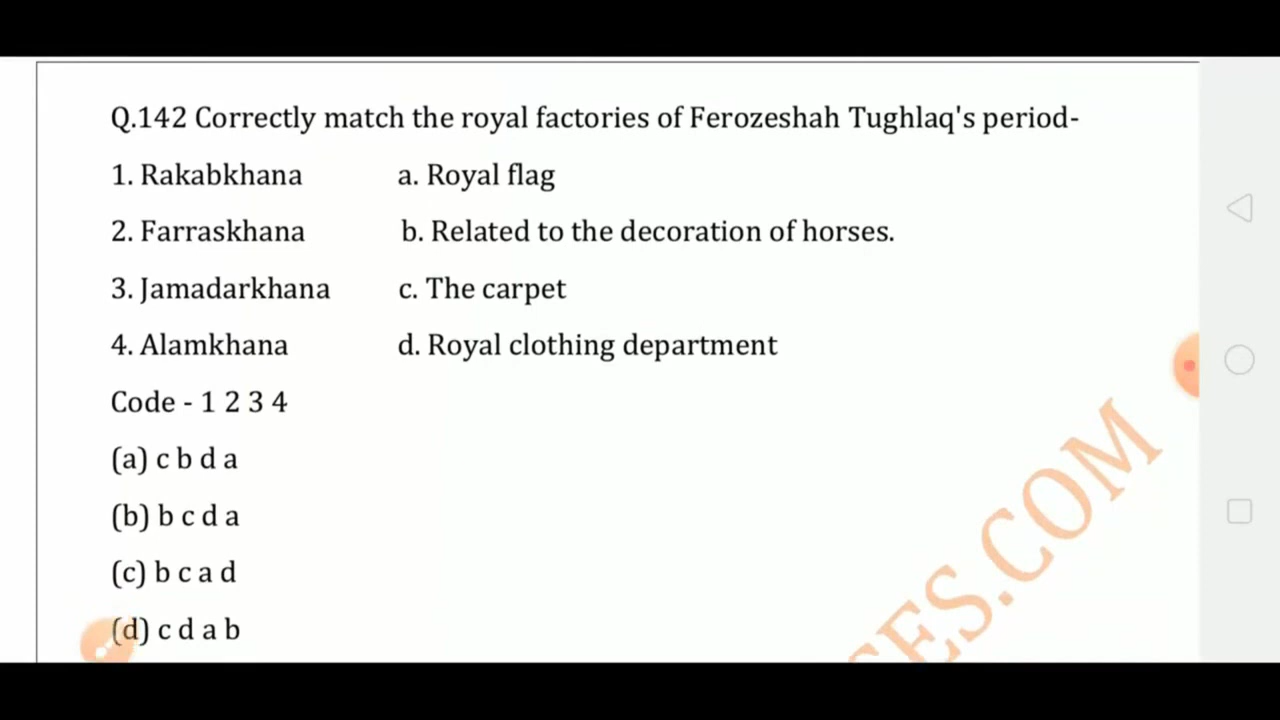 Q.142 Correctly match the royal factories of Ferozeshah Tughlaq's period-
1. Rakabkhana a. Royal flag
2. Farraskhana b. Related to the decoration of horses.
3. Jamadarkhana c. The carpet
4. Alamkhana d. Royal clothing department
Code - 1 2 3 4
(a) c b d a
(b) b c d a
(c) b c a d
(d) c d a b
ES.COM